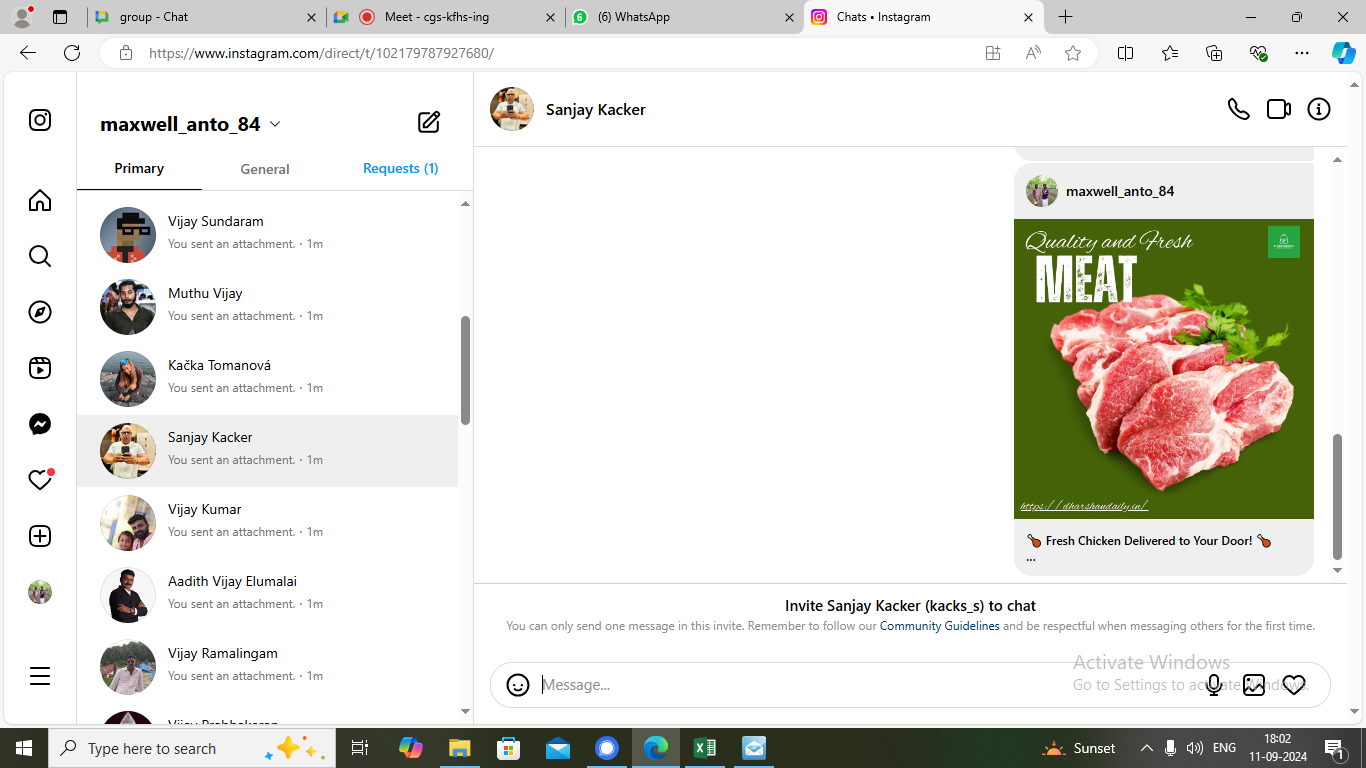 group - Chat
Meet - cgs-kfhs-ing
(6) WhatsApp
Chats • Instagram
https://www.instagram.com/direct/t/102179787927680/
maxwell_anto_84
Primary
General
Requests (1)
Vijay Sundaram
You sent an attachment. · 1m
Muthu Vijay
You sent an attachment. · 1m
Kačka Tomanová
You sent an attachment. · 1m
Sanjay Kacker
You sent an attachment. · 1m
Vijay Kumar
You sent an attachment. · 1m
Aadith Vijay Elumalai
You sent an attachment. · 1m
Vijay Ramalingam
You sent an attachment. · 1m
Vijay Prabhakaran
Sanjay Kacker
maxwell_anto_84
Quality and Fresh
MEAT
https://dharshandaily.in/
🍗 Fresh Chicken Delivered to Your Door! 🍗
...
Invite Sanjay Kacker (kacks_s) to chat
You can only send one message in this invite. Remember to follow our Community Guidelines and be respectful when messaging others for the first time.
Message...
Activate Windows
Go to Settings to activate Windows.
Type here to search
Sunset
ENG
18:02
11-09-2024
1